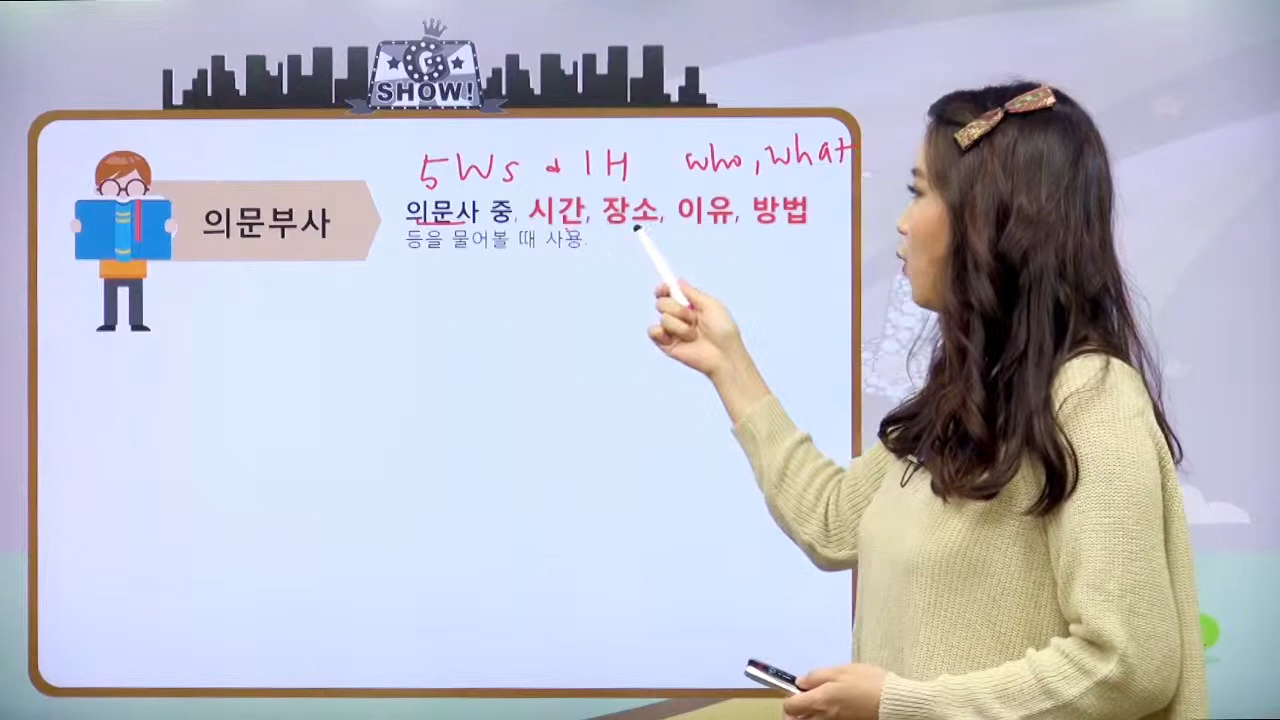 G
SHOW!
5Ws & 1H who, what
의문부사
의문사 중, 시간, 장소, 이유, 방법
등을 물어볼 때 사용.